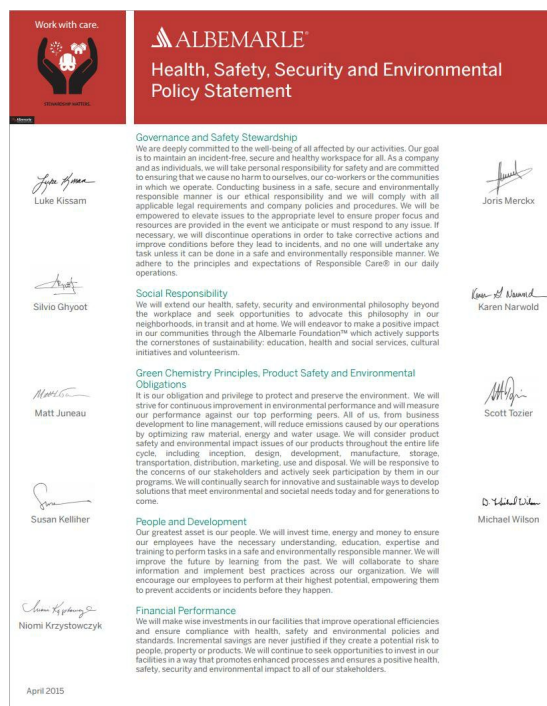 Work with care.
STEWARDSHIP MATTERS.
Albemarle
ALBEMARLE®
Health, Safety, Security and Environmental
Policy Statement
Governance and Safety Stewardship
We are deeply committed to the well-being of all affected by our activities. Our goal
is to maintain an incident-free, secure and healthy workspace for all. As a company
and as individuals, we will take personal responsibility for safety and are committed
to ensuring that we cause no harm to ourselves, our co-workers or the communities
in which we operate. Conducting business in a safe, secure and environmentally
responsible manner is our ethical responsibility and we will comply with all
applicable legal requirements and company policies and procedures. We will be
empowered to elevate issues to the appropriate level to ensure proper focus and
resources are provided in the event we anticipate or must respond to any issue. If
necessary, we will discontinue operations in order to take corrective actions and
improve conditions before they lead to incidents, and no one will undertake any
task unless it can be done in a safe and environmentally responsible manner. We
adhere to the principles and expectations of Responsible Care® in our daily
operations.
Social Responsibility
We will extend our health, safety, security and environmental philosophy beyond
the workplace and seek opportunities to advocate this philosophy in our
neighborhoods, in transit and at home. We will endeavor to make a positive impact
in our communities through the Albemarle Foundation™ which actively supports
the cornerstones of sustainability: education, health and social services, cultural
initiatives and volunteerism.
Green Chemistry Principles, Product Safety and Environmental
Obligations
It is our obligation and privilege to protect and preserve the environment. We will
strive for continuous improvement in environmental performance and will measure
our performance against our top performing peers. All of us, from business
development to line management, will reduce emissions caused by our operations
by optimizing raw material, energy and water usage. We will consider product
safety and environmental impact issues of our products throughout the entire life
cycle, including inception, design, development, manufacture, storage,
transportation, distribution, marketing, use and disposal. We will be responsive to
the concerns of our stakeholders and actively seek participation by them in our
programs. We will continually search for innovative and sustainable ways to develop
solutions that meet environmental and societal needs today and for generations to
come.
People and Development
Our greatest asset is our people. We will invest time, energy and money to ensure
our employees have the necessary understanding, education, expertise and
training to perform tasks in a safe and environmentally responsible manner. We will
improve the future by learning from the past. We will collaborate to share
information and implement best practices across our organization. We will
encourage our employees to perform at their highest potential, empowering them
to prevent accidents or incidents before they happen.
Financial Performance
We will make wise investments in our facilities that improve operational efficiencies
and ensure compliance with health, safety and environmental policies and
standards. Incremental savings are never justified if they create a potential risk to
people, property or products. We will continue to seek opportunities to invest in our
facilities in a way that promotes enhanced processes and ensures a positive health,
safety, security and environmental impact to all of our stakeholders.
Luke Kissam
Silvio Ghyoot
Matt Juneau
Susan Kelliher
Niomi Krzystowczyk
Joris Merckx
Karen Narwold
Scott Tozier
Michael Wilson
April 2015